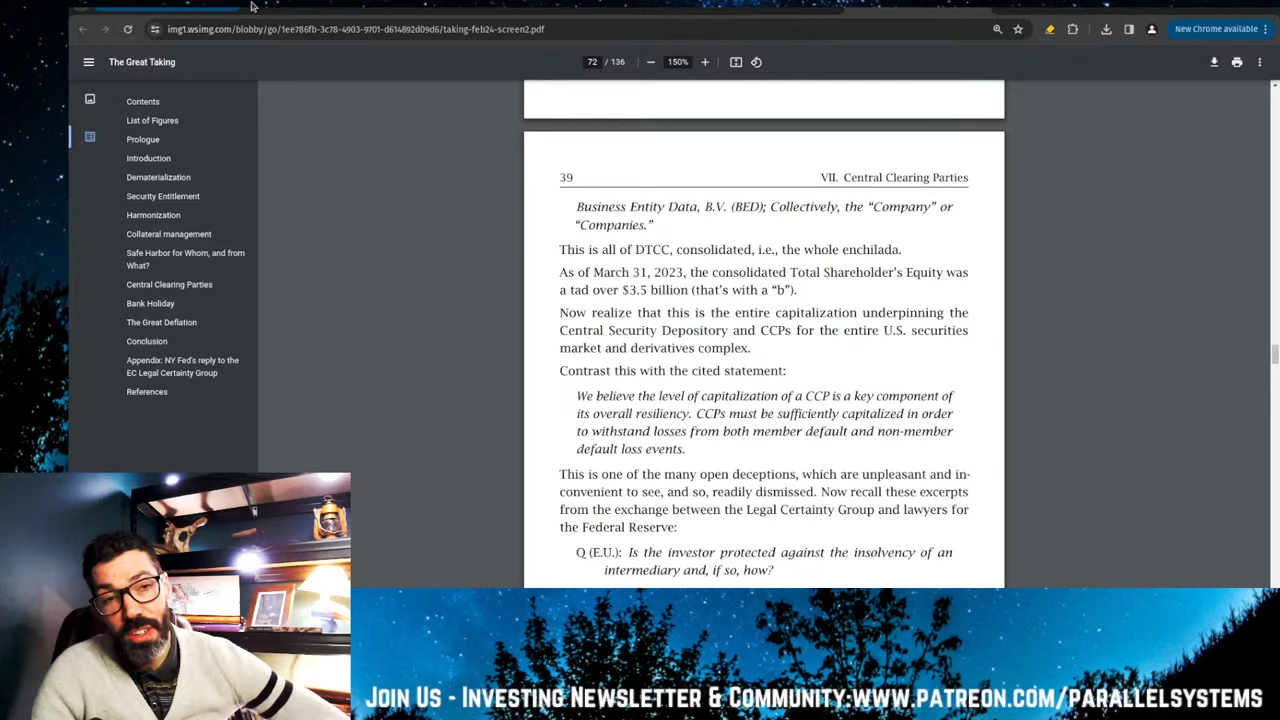 img1.wsimg.com/blobby/go/1ee786fb-3c78-4903-9701-d614892d09d6/taking-feb24-screen2.pdf
New Chrome available
The Great Taking
72 / 136
150%
Contents
List of Figures
Prologue
Introduction
Dematerialization
Security Entitlement
Harmonization
Collateral management
Safe Harbor for Whom, and from
What?
Central Clearing Parties
Bank Holiday
The Great Deflation
Conclusion
Appendix: NY Fed's reply to the
EC Legal Certainty Group
References
39 VII. Central Clearing Parties
Business Entity Data, B.V. (BED); Collectively, the “Company” or
“Companies.”
This is all of DTCC, consolidated, i.e., the whole enchilada.
As of March 31, 2023, the consolidated Total Shareholder’s Equity was
a tad over $3.5 billion (that’s with a “b”).
Now realize that this is the entire capitalization underpinning the
Central Security Depository and CCPs for the entire U.S. securities
market and derivatives complex.
Contrast this with the cited statement:
We believe the level of capitalization of a CCP is a key component of
its overall resiliency. CCPs must be sufficiently capitalized in order
to withstand losses from both member default and non-member
default loss events.
This is one of the many open deceptions, which are unpleasant and in-
convenient to see, and so, readily dismissed. Now recall these excerpts
from the exchange between the Legal Certainty Group and lawyers for
the Federal Reserve:
Q (E.U.): Is the investor protected against the insolvency of an
intermediary and, if so, how?
Join Us - Investing Newsletter & Community:www.patreon.com/parallelsystems